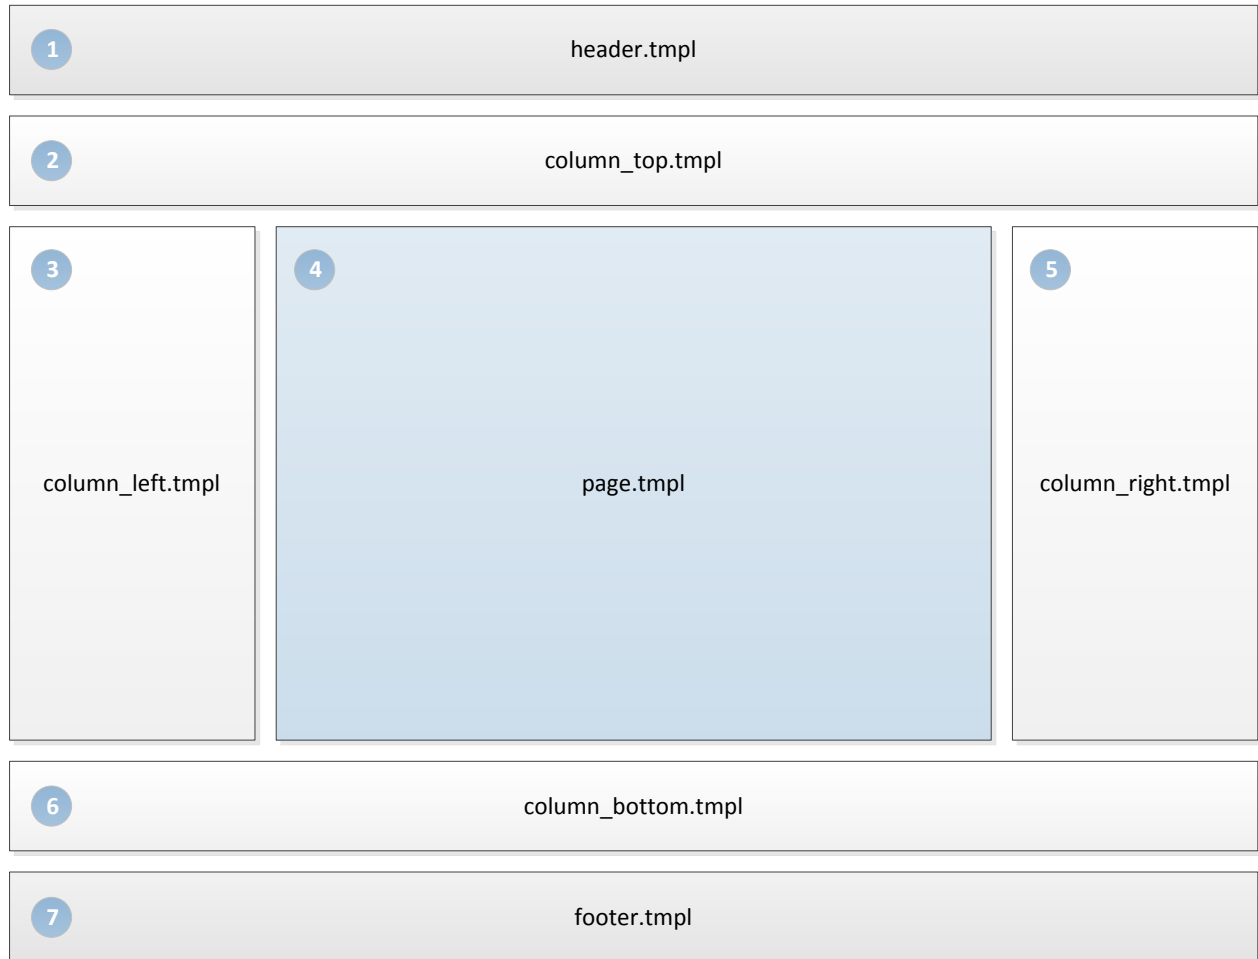 1
header.tmpl
2
column_top.tmpl
3
4
5
column_left.tmpl
page.tmpl
column_right.tmpl
6
column_bottom.tmpl
7
footer.tmpl